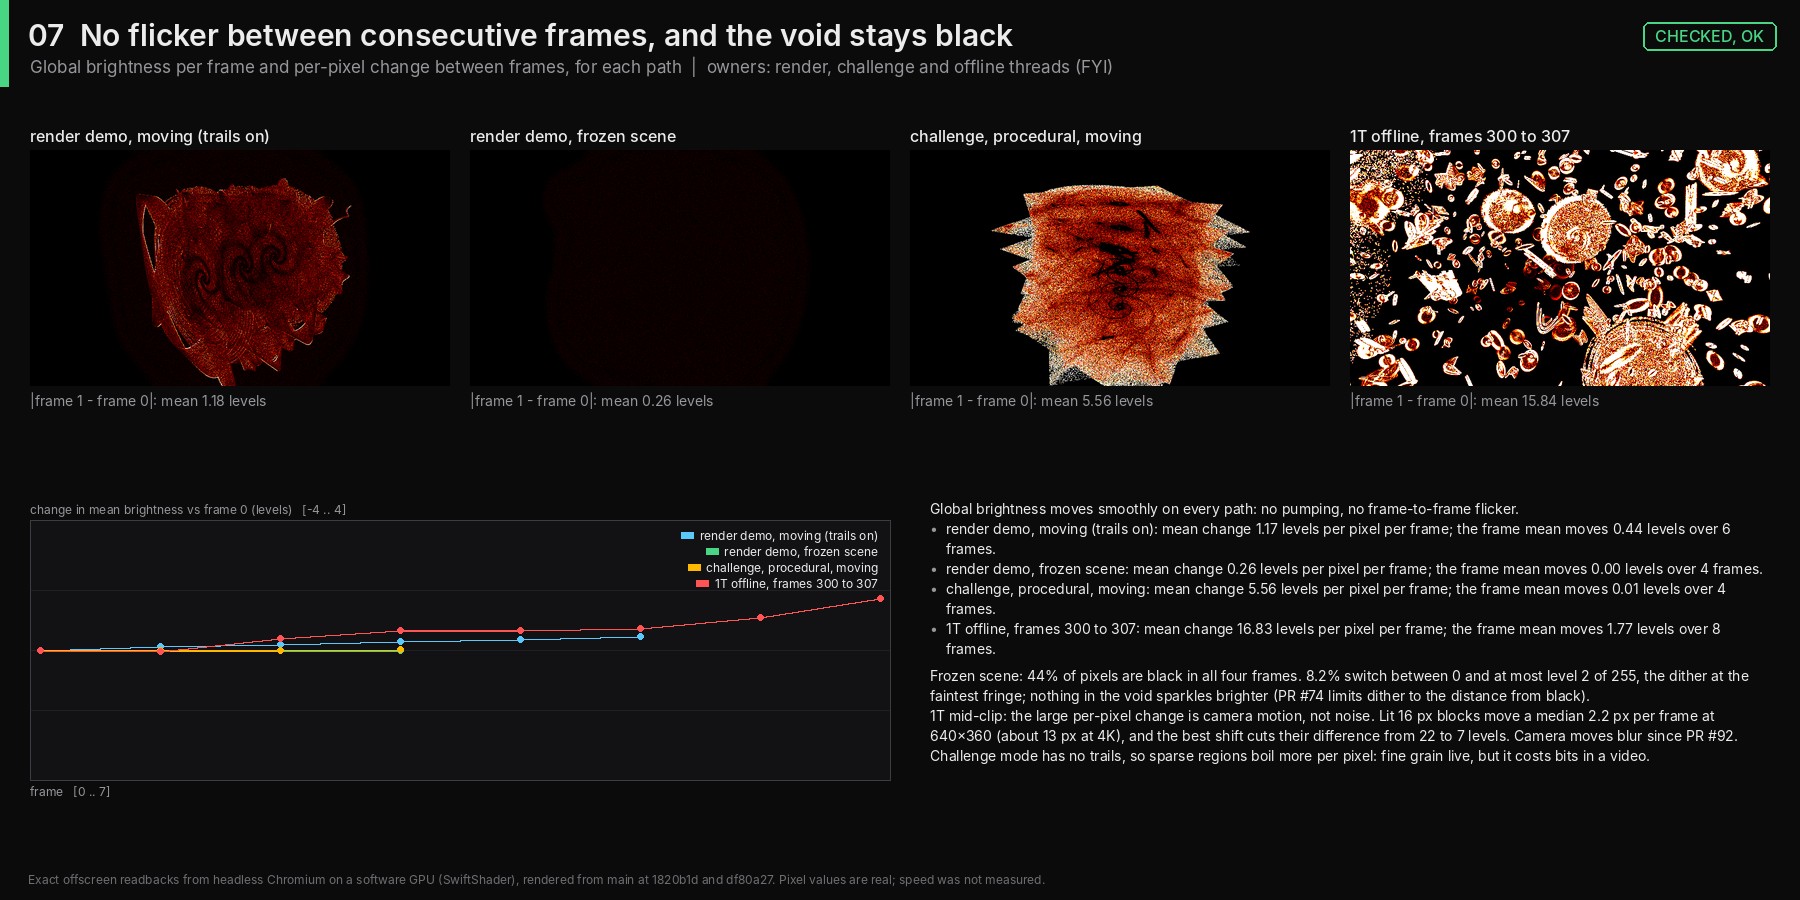 07 No flicker between consecutive frames, and the void stays black
CHECKED, OK
Global brightness per frame and per-pixel change between frames, for each path | owners: render, challenge and offline threads (FYI)
render demo, moving (trails on)
render demo, frozen scene
challenge, procedural, moving
1T offline, frames 300 to 307
|frame 1 - frame 0|: mean 1.18 levels
|frame 1 - frame 0|: mean 0.26 levels
|frame 1 - frame 0|: mean 5.56 levels
|frame 1 - frame 0|: mean 15.84 levels
change in mean brightness vs frame 0 (levels) [-4 .. 4]
render demo, moving (trails on)
render demo, frozen scene
challenge, procedural, moving
1T offline, frames 300 to 307
frame [0 .. 7]
Global brightness moves smoothly on every path: no pumping, no frame-to-frame flicker.
• render demo, moving (trails on): mean change 1.17 levels per pixel per frame; the frame mean moves 0.44 levels over 6
frames.
• render demo, frozen scene: mean change 0.26 levels per pixel per frame; the frame mean moves 0.00 levels over 4 frames.
• challenge, procedural, moving: mean change 5.56 levels per pixel per frame; the frame mean moves 0.01 levels over 4
frames.
• 1T offline, frames 300 to 307: mean change 16.83 levels per pixel per frame; the frame mean moves 1.77 levels over 8
frames.
Frozen scene: 44% of pixels are black in all four frames. 8.2% switch between 0 and at most level 2 of 255, the dither at the
faintest fringe; nothing in the void sparkles brighter (PR #74 limits dither to the distance from black).
1T mid-clip: the large per-pixel change is camera motion, not noise. Lit 16 px blocks move a median 2.2 px per frame at
640×360 (about 13 px at 4K), and the best shift cuts their difference from 22 to 7 levels. Camera moves blur since PR #92.
Challenge mode has no trails, so sparse regions boil more per pixel: fine grain live, but it costs bits in a video.
Exact offscreen readbacks from headless Chromium on a software GPU (SwiftShader), rendered from main at 1820b1d and df80a27. Pixel values are real; speed was not measured.